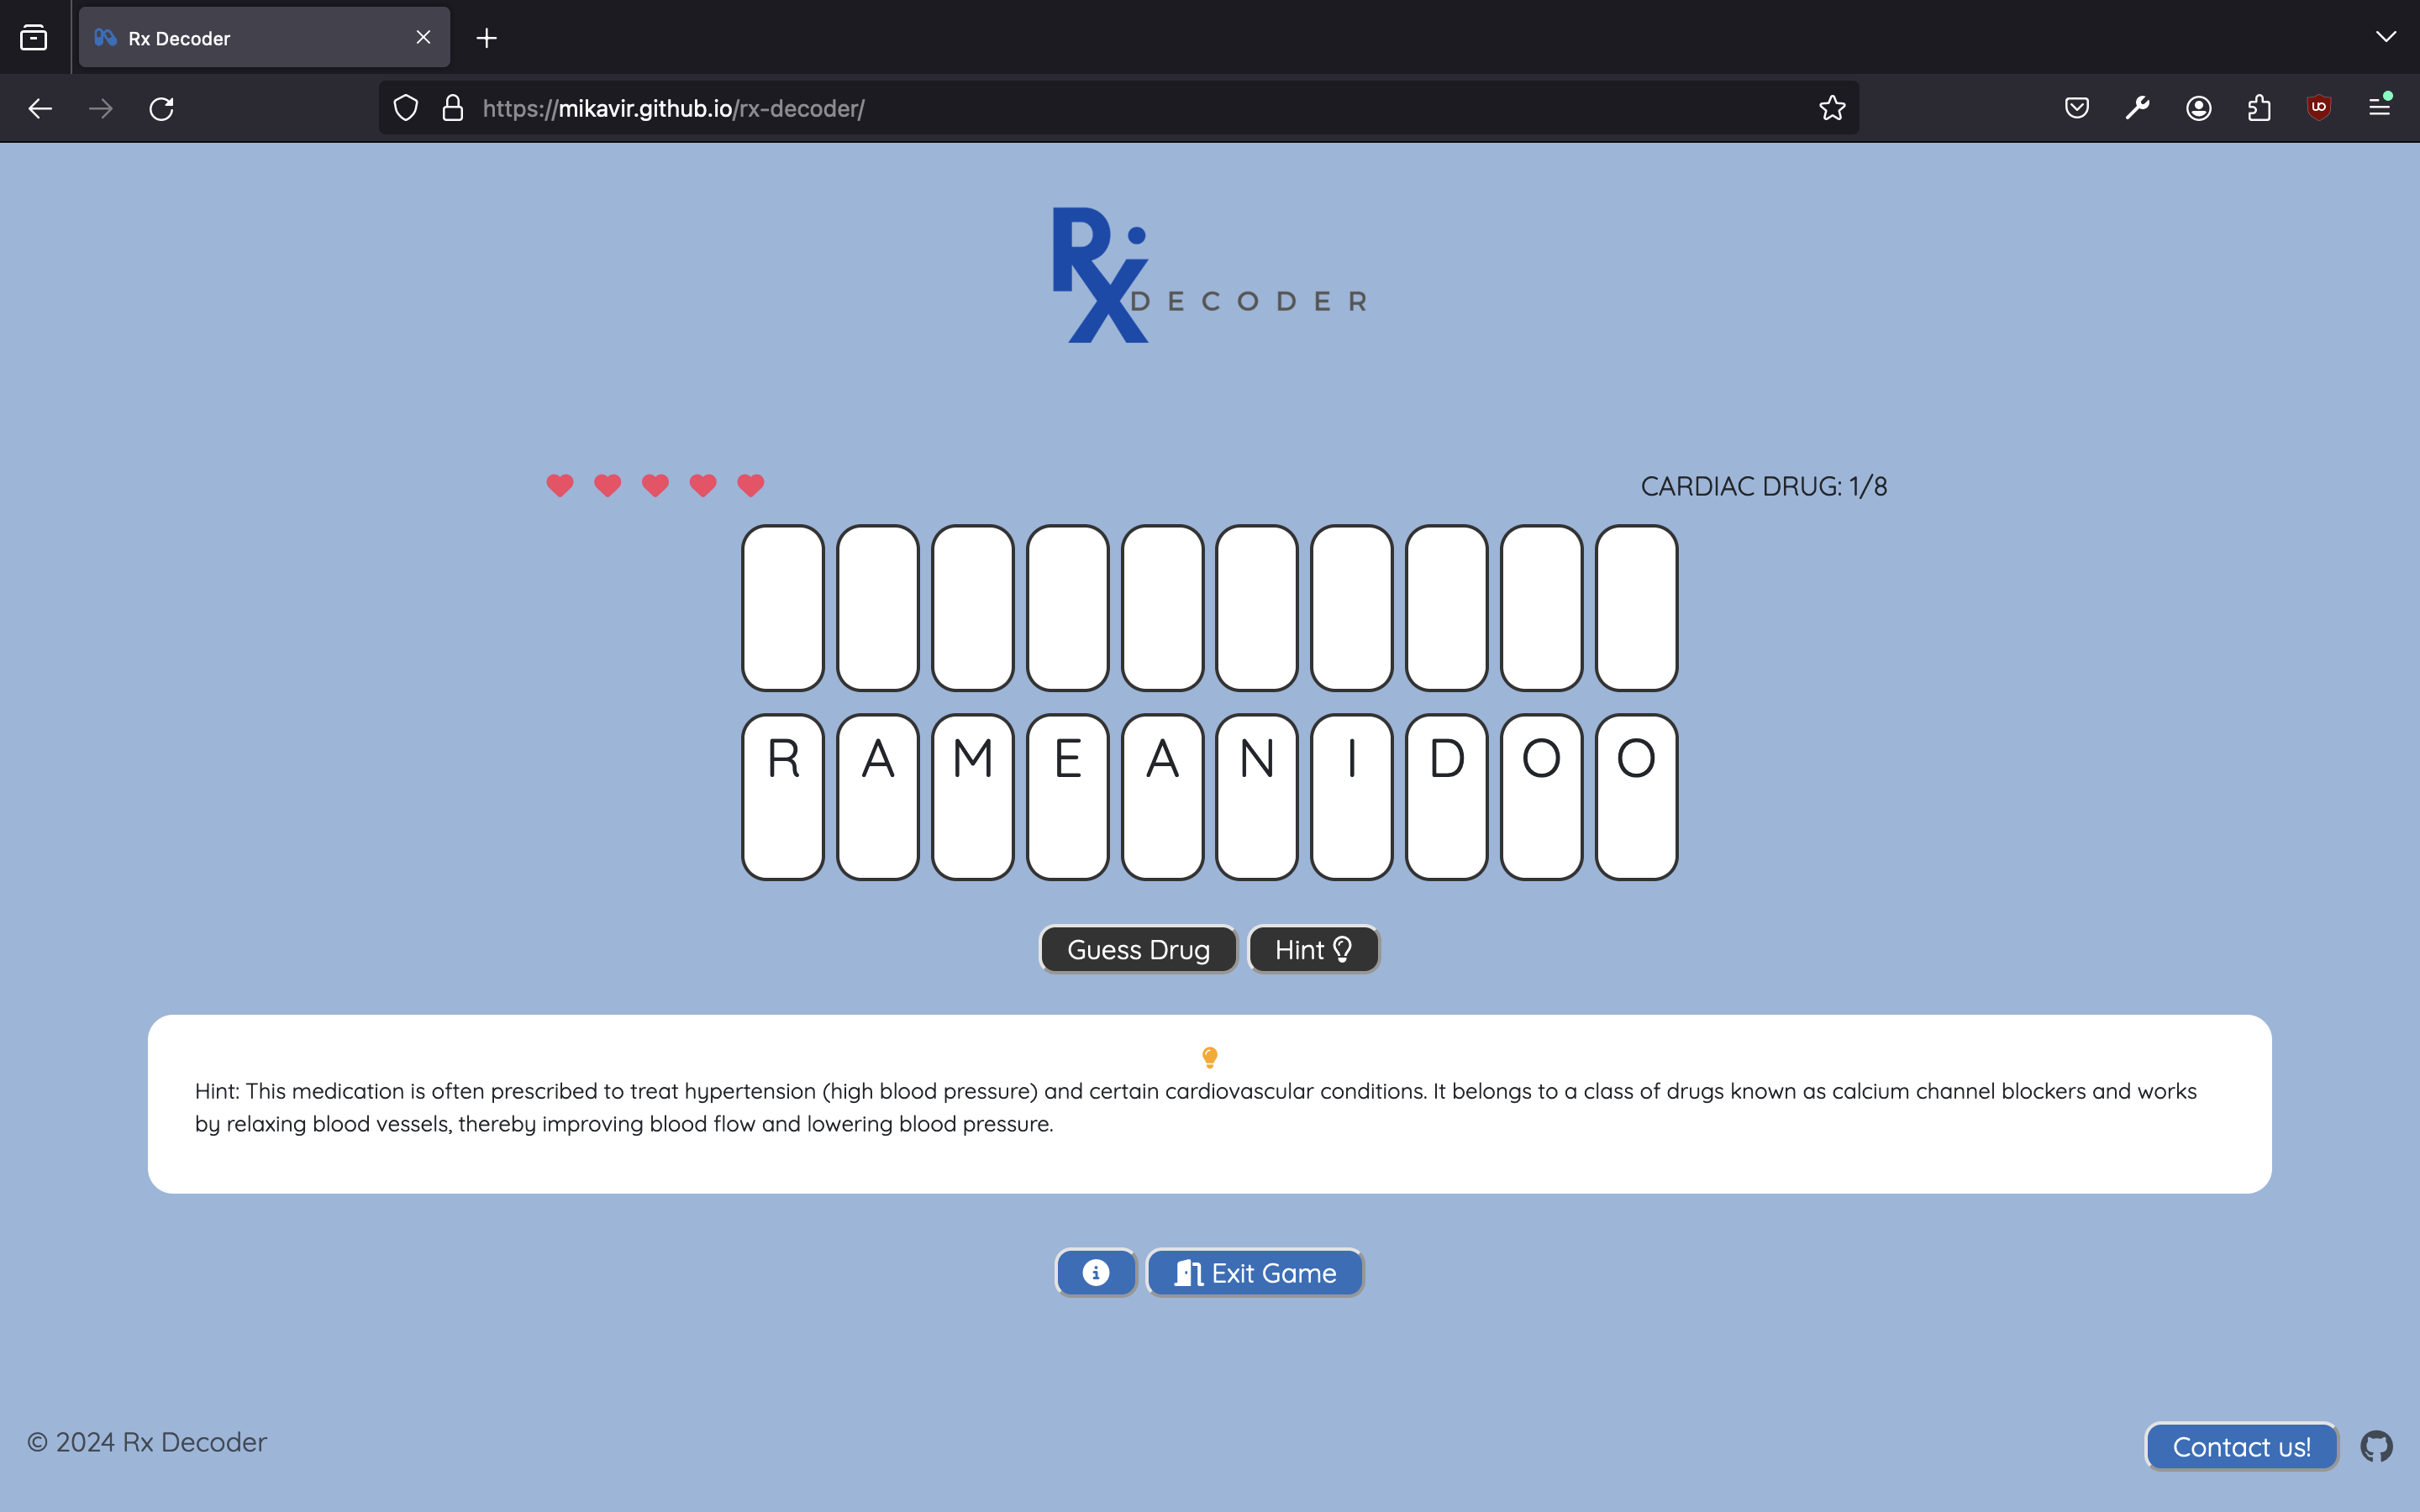 Rx Decoder
https://mikavir.github.io/rx-decoder/
Rx DECODER
CARDIAC DRUG: 1/8
R A M E A N I D O O
Guess Drug Hint
Hint: This medication is often prescribed to treat hypertension (high blood pressure) and certain cardiovascular conditions. It belongs to a class of drugs known as calcium channel blockers and works
by relaxing blood vessels, thereby improving blood flow and lowering blood pressure.
Exit Game
© 2024 Rx Decoder
Contact us!